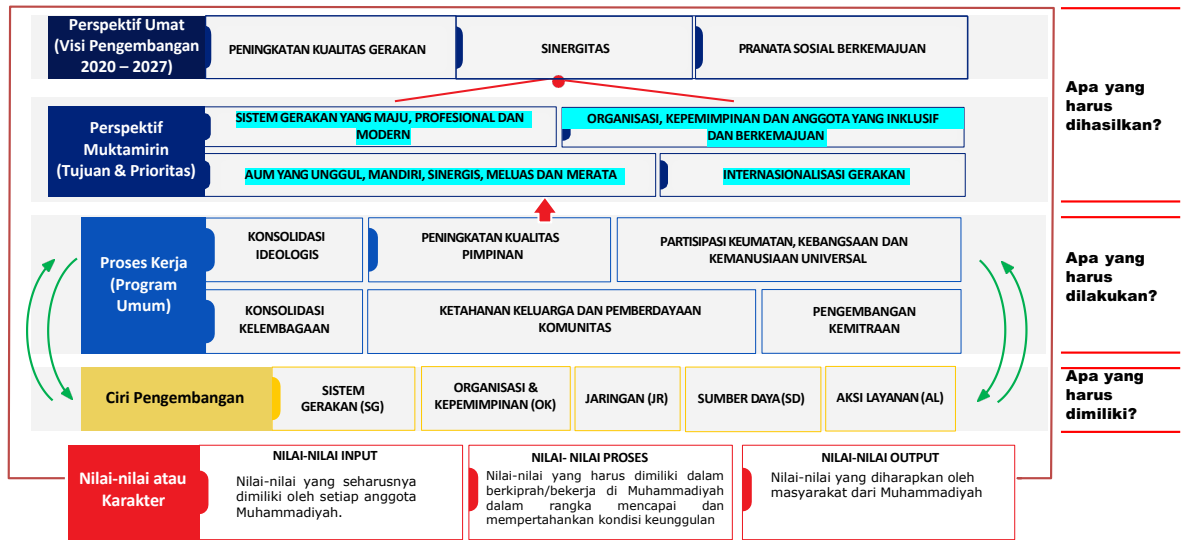 Perspektif Umat
(Visi Pengembangan
2020 – 2027)
PENINGKATAN KUALITAS GERAKAN
SINERGITAS
PRANATA SOSIAL BERKEMAJUAN
Apa yang
harus
dihasilkan?
Perspektif
Muktamirin
(Tujuan & Prioritas)
SISTEM GERAKAN YANG MAJU, PROFESIONAL DAN
MODERN
ORGANISASI, KEPEMIMPINAN DAN ANGGOTA YANG INKLUSIF
DAN BERKEMAJUAN
AUM YANG UNGGUL, MANDIRI, SINERGIS, MELUAS DAN MERATA
INTERNASIONALISASI GERAKAN
Proses Kerja
(Program
Umum)
KONSOLIDASI
IDEOLOGIS
PENINGKATAN KUALITAS
PIMPINAN
PARTISIPASI KEUMATAN, KEBANGSAAN DAN
KEMANUSIAAN UNIVERSAL
KONSOLIDASI
KELEMBAGAAN
KETAHANAN KELUARGA DAN PEMBERDAYAAN
KOMUNITAS
PENGEMBANGAN
KEMITRAAN
Apa yang
harus
dilakukan?
Ciri Pengembangan
SISTEM
GERAKAN (SG)
ORGANISASI &
KEPEMIMPINAN (OK)
JARINGAN (JR)
SUMBER DAYA (SD)
AKSI LAYANAN (AL)
Apa yang
harus
dimiliki?
Nilai-nilai atau
Karakter
NILAI-NILAI INPUT
Nilai-nilai yang seharusnya
dimiliki oleh setiap anggota
Muhammadiyah.
NILAI- NILAI PROSES
Nilai-nilai yang harus dimiliki dalam
berkiprah/bekerja di Muhammadiyah
dalam rangka mencapai dan
mempertahankan kondisi keunggulan
NILAI-NILAI OUTPUT
Nilai-nilai yang diharapkan oleh
masyarakat dari Muhammadiyah